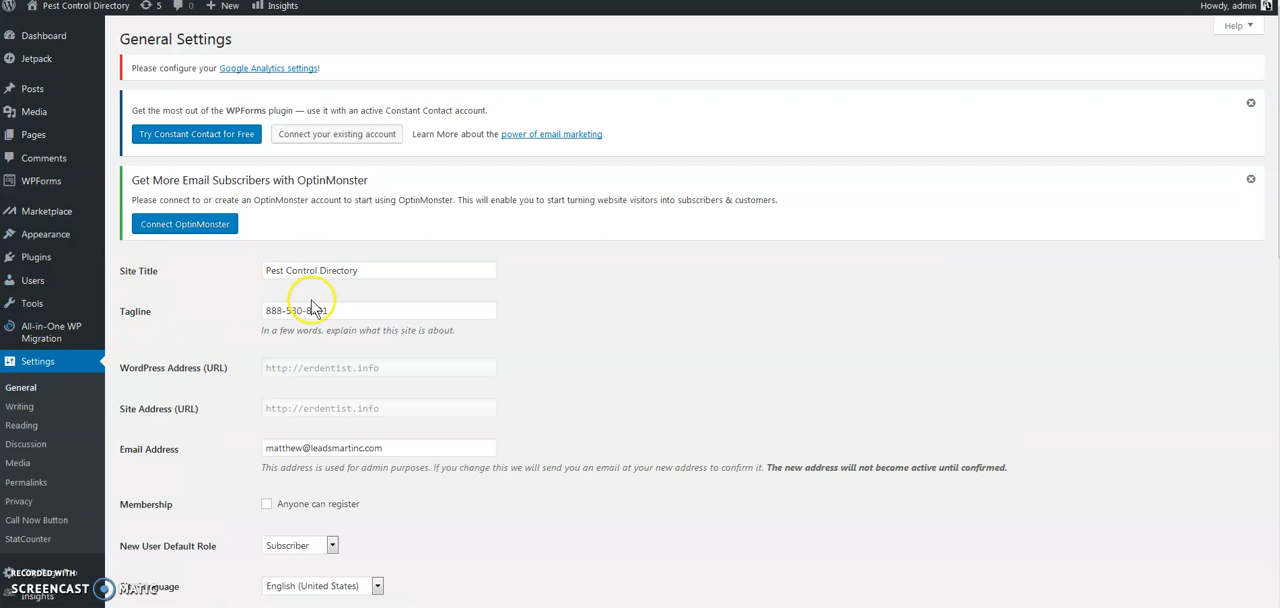 Pest Control Directory 5 0 New Insights Howdy, admin
Help
Dashboard
Jetpack
Posts
Media
Pages
Comments
WPForms
Marketplace
Appearance
Plugins
Users
Tools
All-in-One WP
Migration
Settings
General
Writing
Reading
Discussion
Media
Permalinks
Privacy
Call Now Button
StatCounter
Insights
RECORDED WITH
SCREENCAST MATIC
General Settings
Please configure your Google Analytics settings!
Get the most out of the WPForms plugin — use it with an active Constant Contact account.
Try Constant Contact for Free Connect your existing account Learn More about the power of email marketing
Get More Email Subscribers with OptinMonster
Please connect to or create an OptinMonster account to start using OptinMonster. This will enable you to start turning website visitors into subscribers & customers.
Connect OptinMonster
Site Title Pest Control Directory
Tagline
In a few words, explain what this site is about.
WordPress Address (URL) http://erdentist.info
Site Address (URL) http://erdentist.info
Email Address matthew@leadsmartinc.com
This address is used for admin purposes. If you change this we will send you an email at your new address to confirm it. The new address will not become active until confirmed.
Membership Anyone can register
New User Default Role Subscriber
Language English (United States)